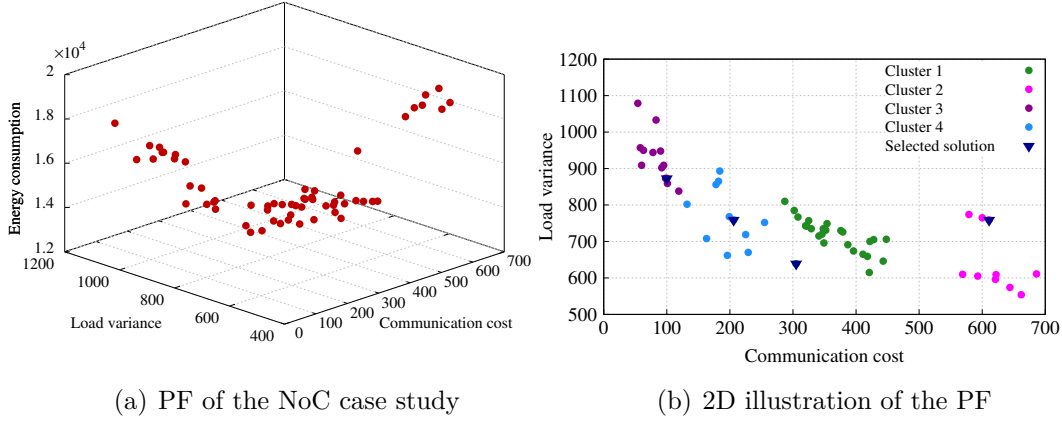 ×10⁴
2
1.8
1.6
1.4
1.2
Energy consumption
1200
1000
800
600
400
Load variance
0
100
200
300
400
500
600
700
Communication cost
(a) PF of the NoC case study
1200
1100
1000
900
800
700
600
500
Load variance
0 100 200 300 400 500 600 700
Communication cost
Cluster 1
Cluster 2
Cluster 3
Cluster 4
Selected solution
(b) 2D illustration of the PF